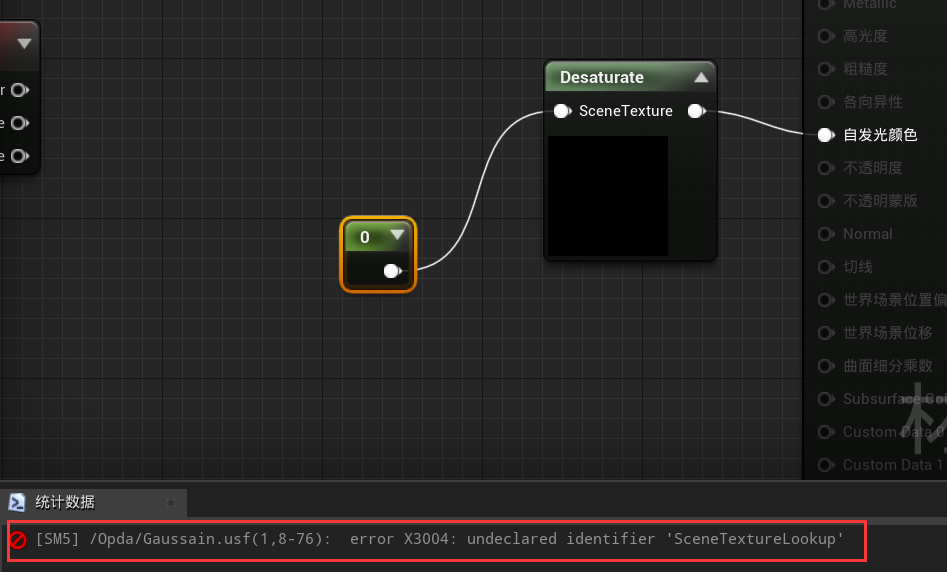 Metallic
高光度
Desaturate
粗糙度
r
各向异性
SceneTexture
e
自发光颜色
e
不透明度
不透明蒙版
0
Normal
切线
世界场景位置偏
世界场景位移
曲面细分乘数
Custom Data 0
Custom Data 1
统计数据
[SM5] /Opda/Gaussain.usf(1,8-76): error X3004: undeclared identifier 'SceneTextureLookup'